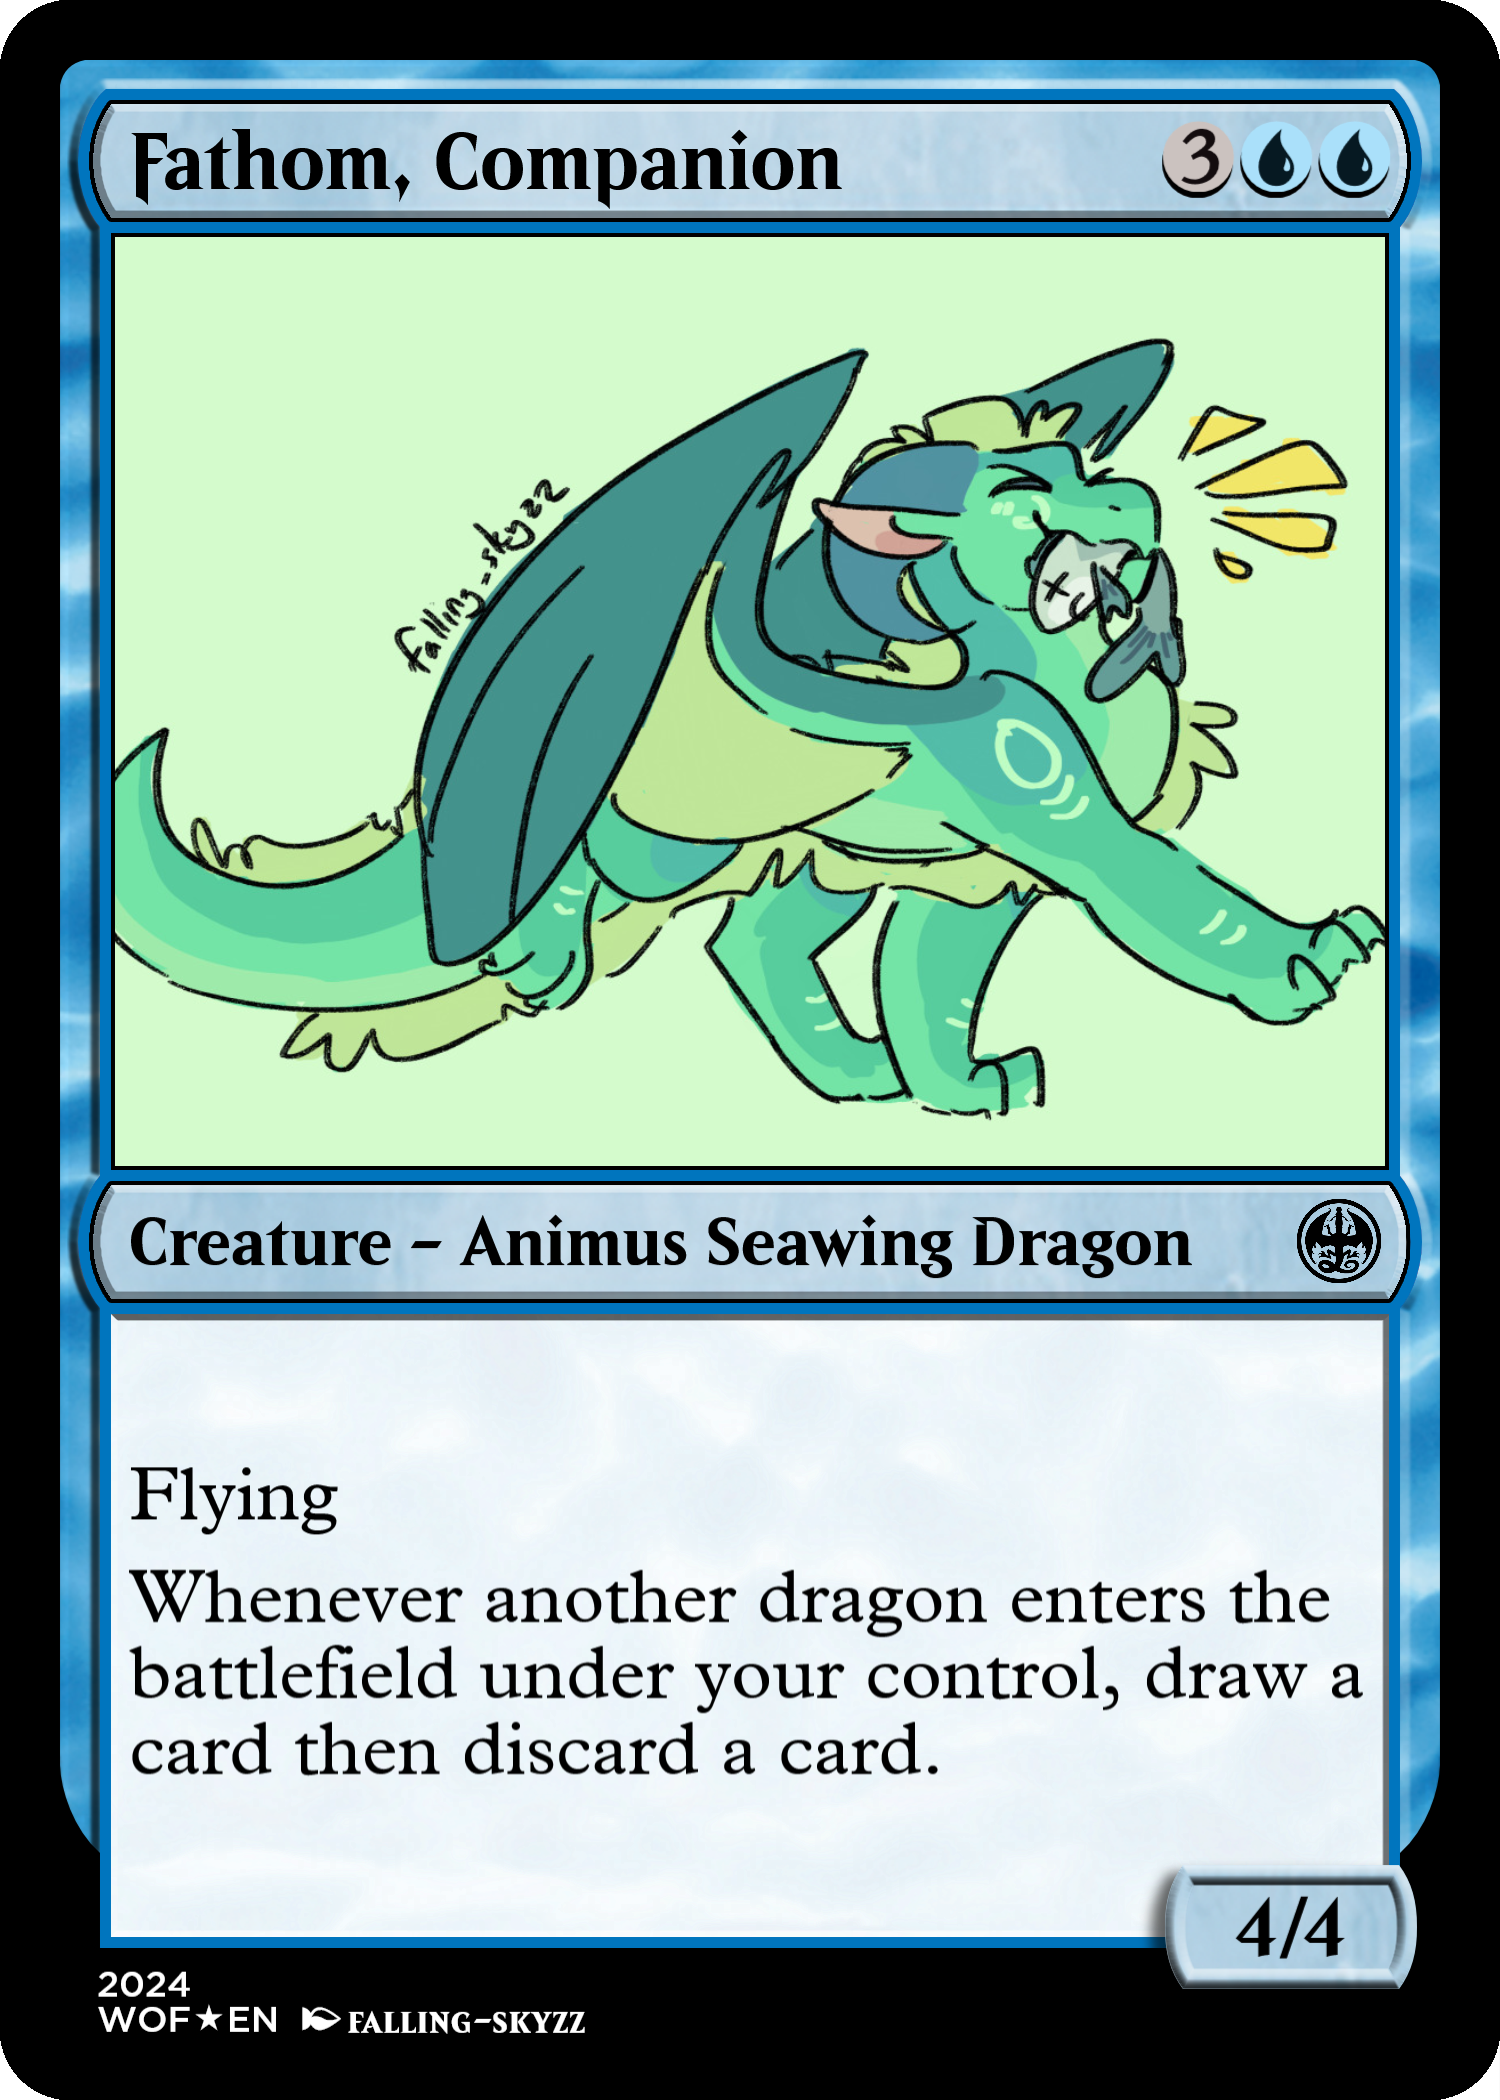 Fathom, Companion 3
falling-skyzz
Creature – Animus Seawing Dragon
Flying
Whenever another dragon enters the
battlefield under your control, draw a
card then discard a card.
4/4
2024
WOF★EN FALLING-SKYZZ